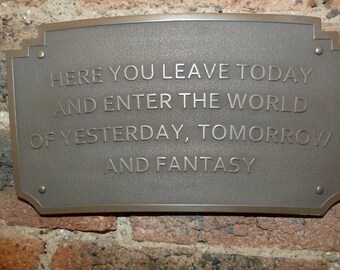 HERE YOU LEAVE TODAY
AND ENTER THE WORLD
OF YESTERDAY, TOMORROW
AND FANTASY